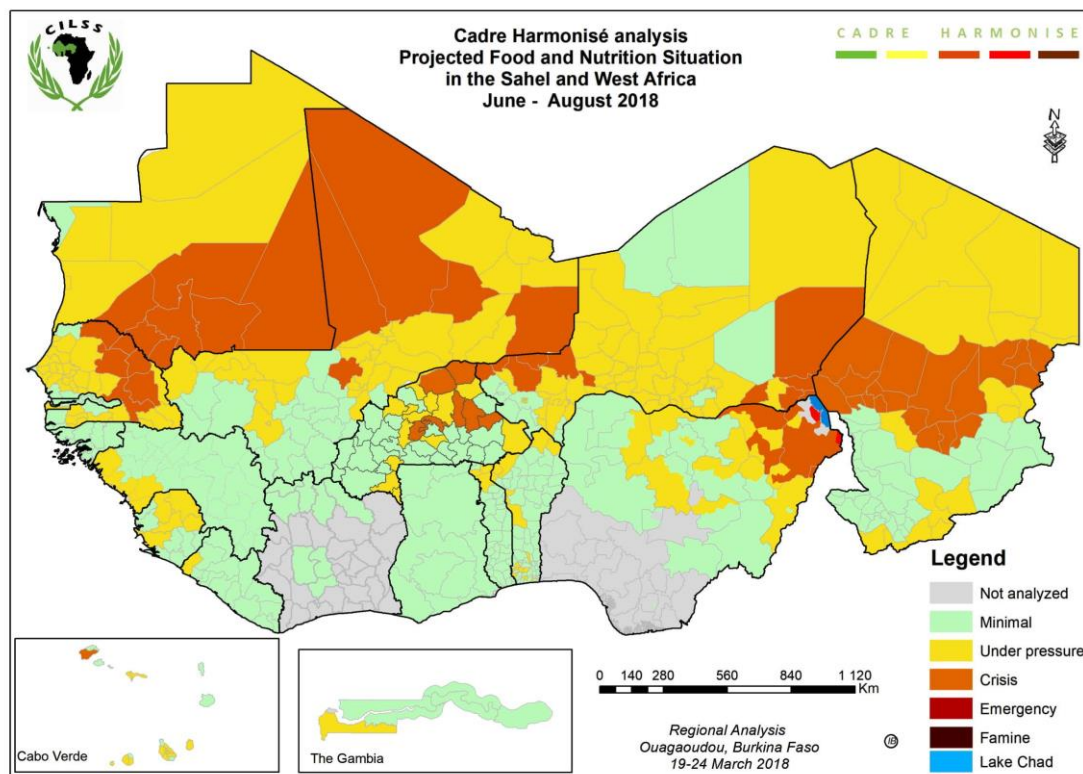 CILSS
Cadre Harmonisé analysis
Projected Food and Nutrition Situation
in the Sahel and West Africa
June - August 2018
CADRE HARMONISE
N
Legend
Not analyzed
Minimal
Under pressure
Crisis
Emergency
Famine
Lake Chad
Cabo Verde
The Gambia
0 140 280 560 840 1 120
Km
Regional Analysis
Ouagaoudou, Burkina Faso
19-24 March 2018